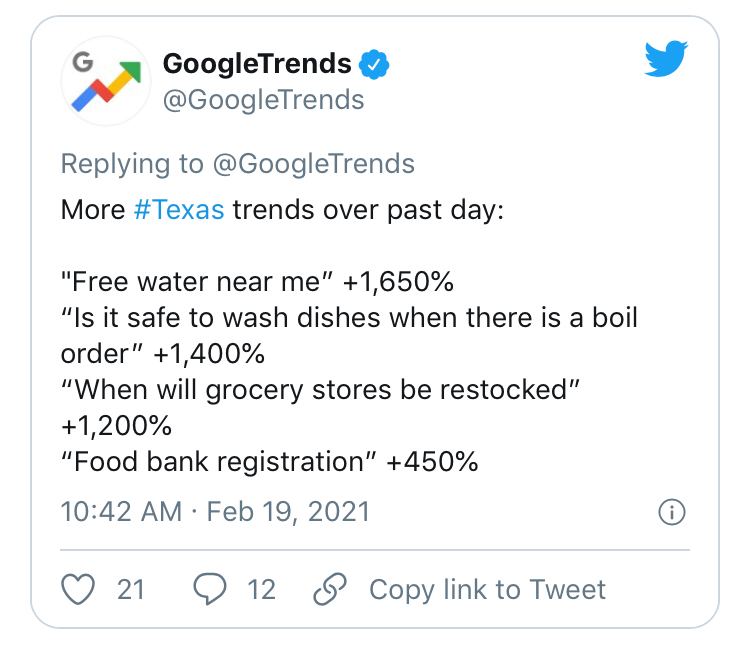 G
GoogleTrends
@GoogleTrends
Replying to @GoogleTrends
More #Texas trends over past day:
"Free water near me” +1,650%
“Is it safe to wash dishes when there is a boil
order” +1,400%
“When will grocery stores be restocked”
+1,200%
“Food bank registration” +450%
10:42 AM · Feb 19, 2021
21 12 Copy link to Tweet